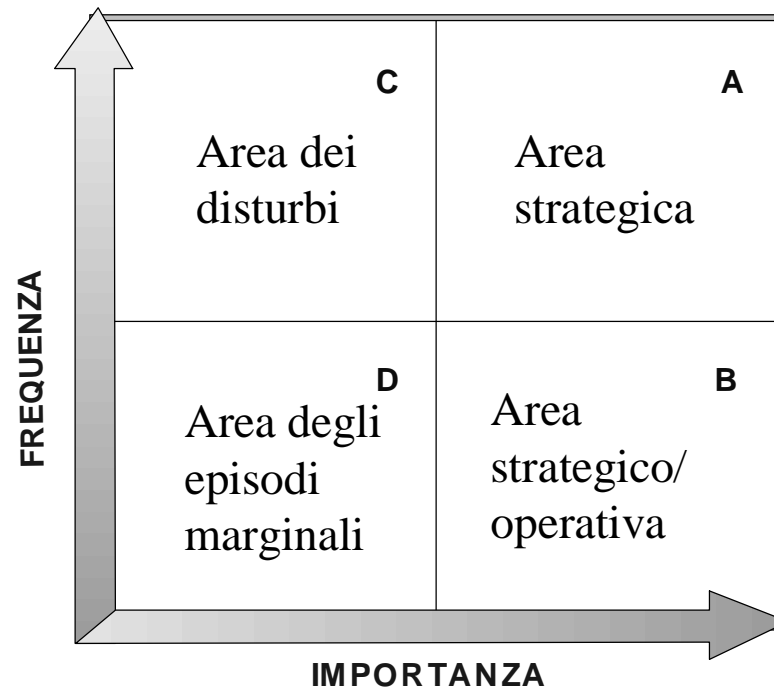 C
Area dei
disturbi
A
Area
strategica
FREQUENZA
D
Area degli
episodi
marginali
B
Area
strategico/
operativa
IMPORTANZA